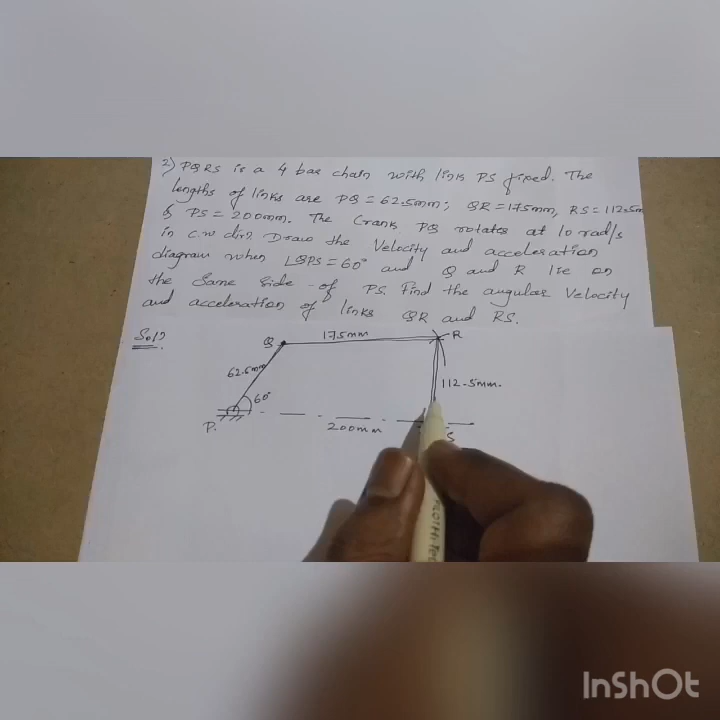 2) PQRS is a 4 bar chain with link PS fixed. The
lengths of links are PQ = 62.5mm; QR = 175mm, RS = 112.5m
& PS = 200mm. The Crank PQ rotates at 10 rad/s
in c.w dirn. Draw the Velocity and acceleration
diagram when ∠QPS = 60° and Q and R lie on
the Same Side of PS. Find the angular Velocity
and acceleration of links QR and RS.
Soln
Q
175mm
R
62.5mm
60°
112.5mm.
P.
200mm
S
InShOt